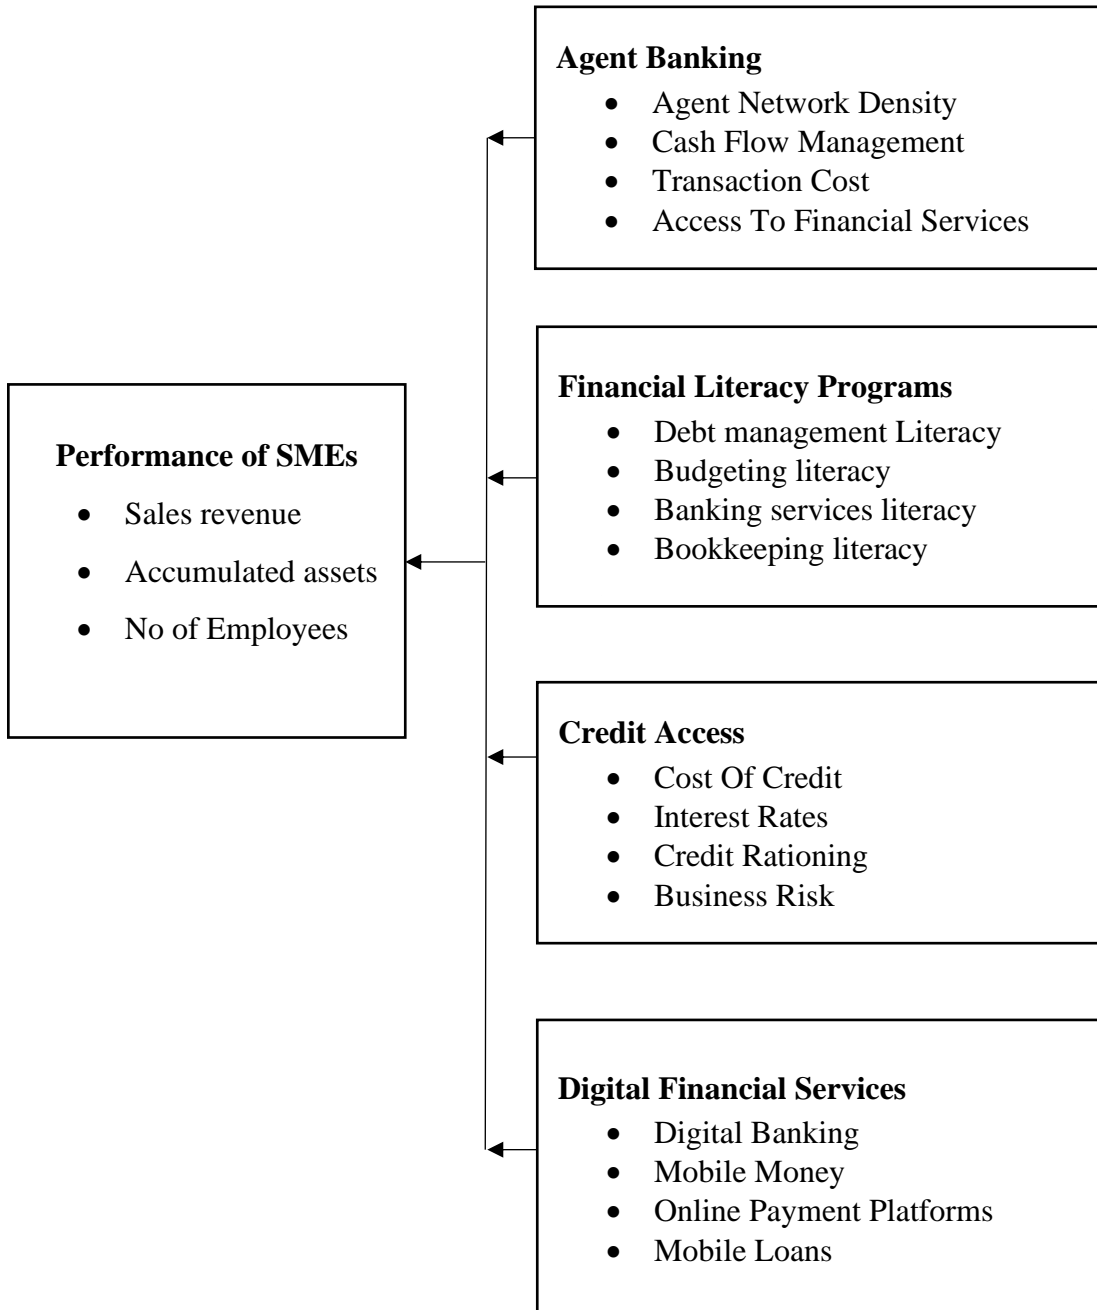 Agent Banking
• Agent Network Density
• Cash Flow Management
• Transaction Cost
• Access To Financial Services
Financial Literacy Programs
• Debt management Literacy
• Budgeting literacy
• Banking services literacy
• Bookkeeping literacy
Performance of SMEs
• Sales revenue
• Accumulated assets
• No of Employees
Credit Access
• Cost Of Credit
• Interest Rates
• Credit Rationing
• Business Risk
Digital Financial Services
• Digital Banking
• Mobile Money
• Online Payment Platforms
• Mobile Loans